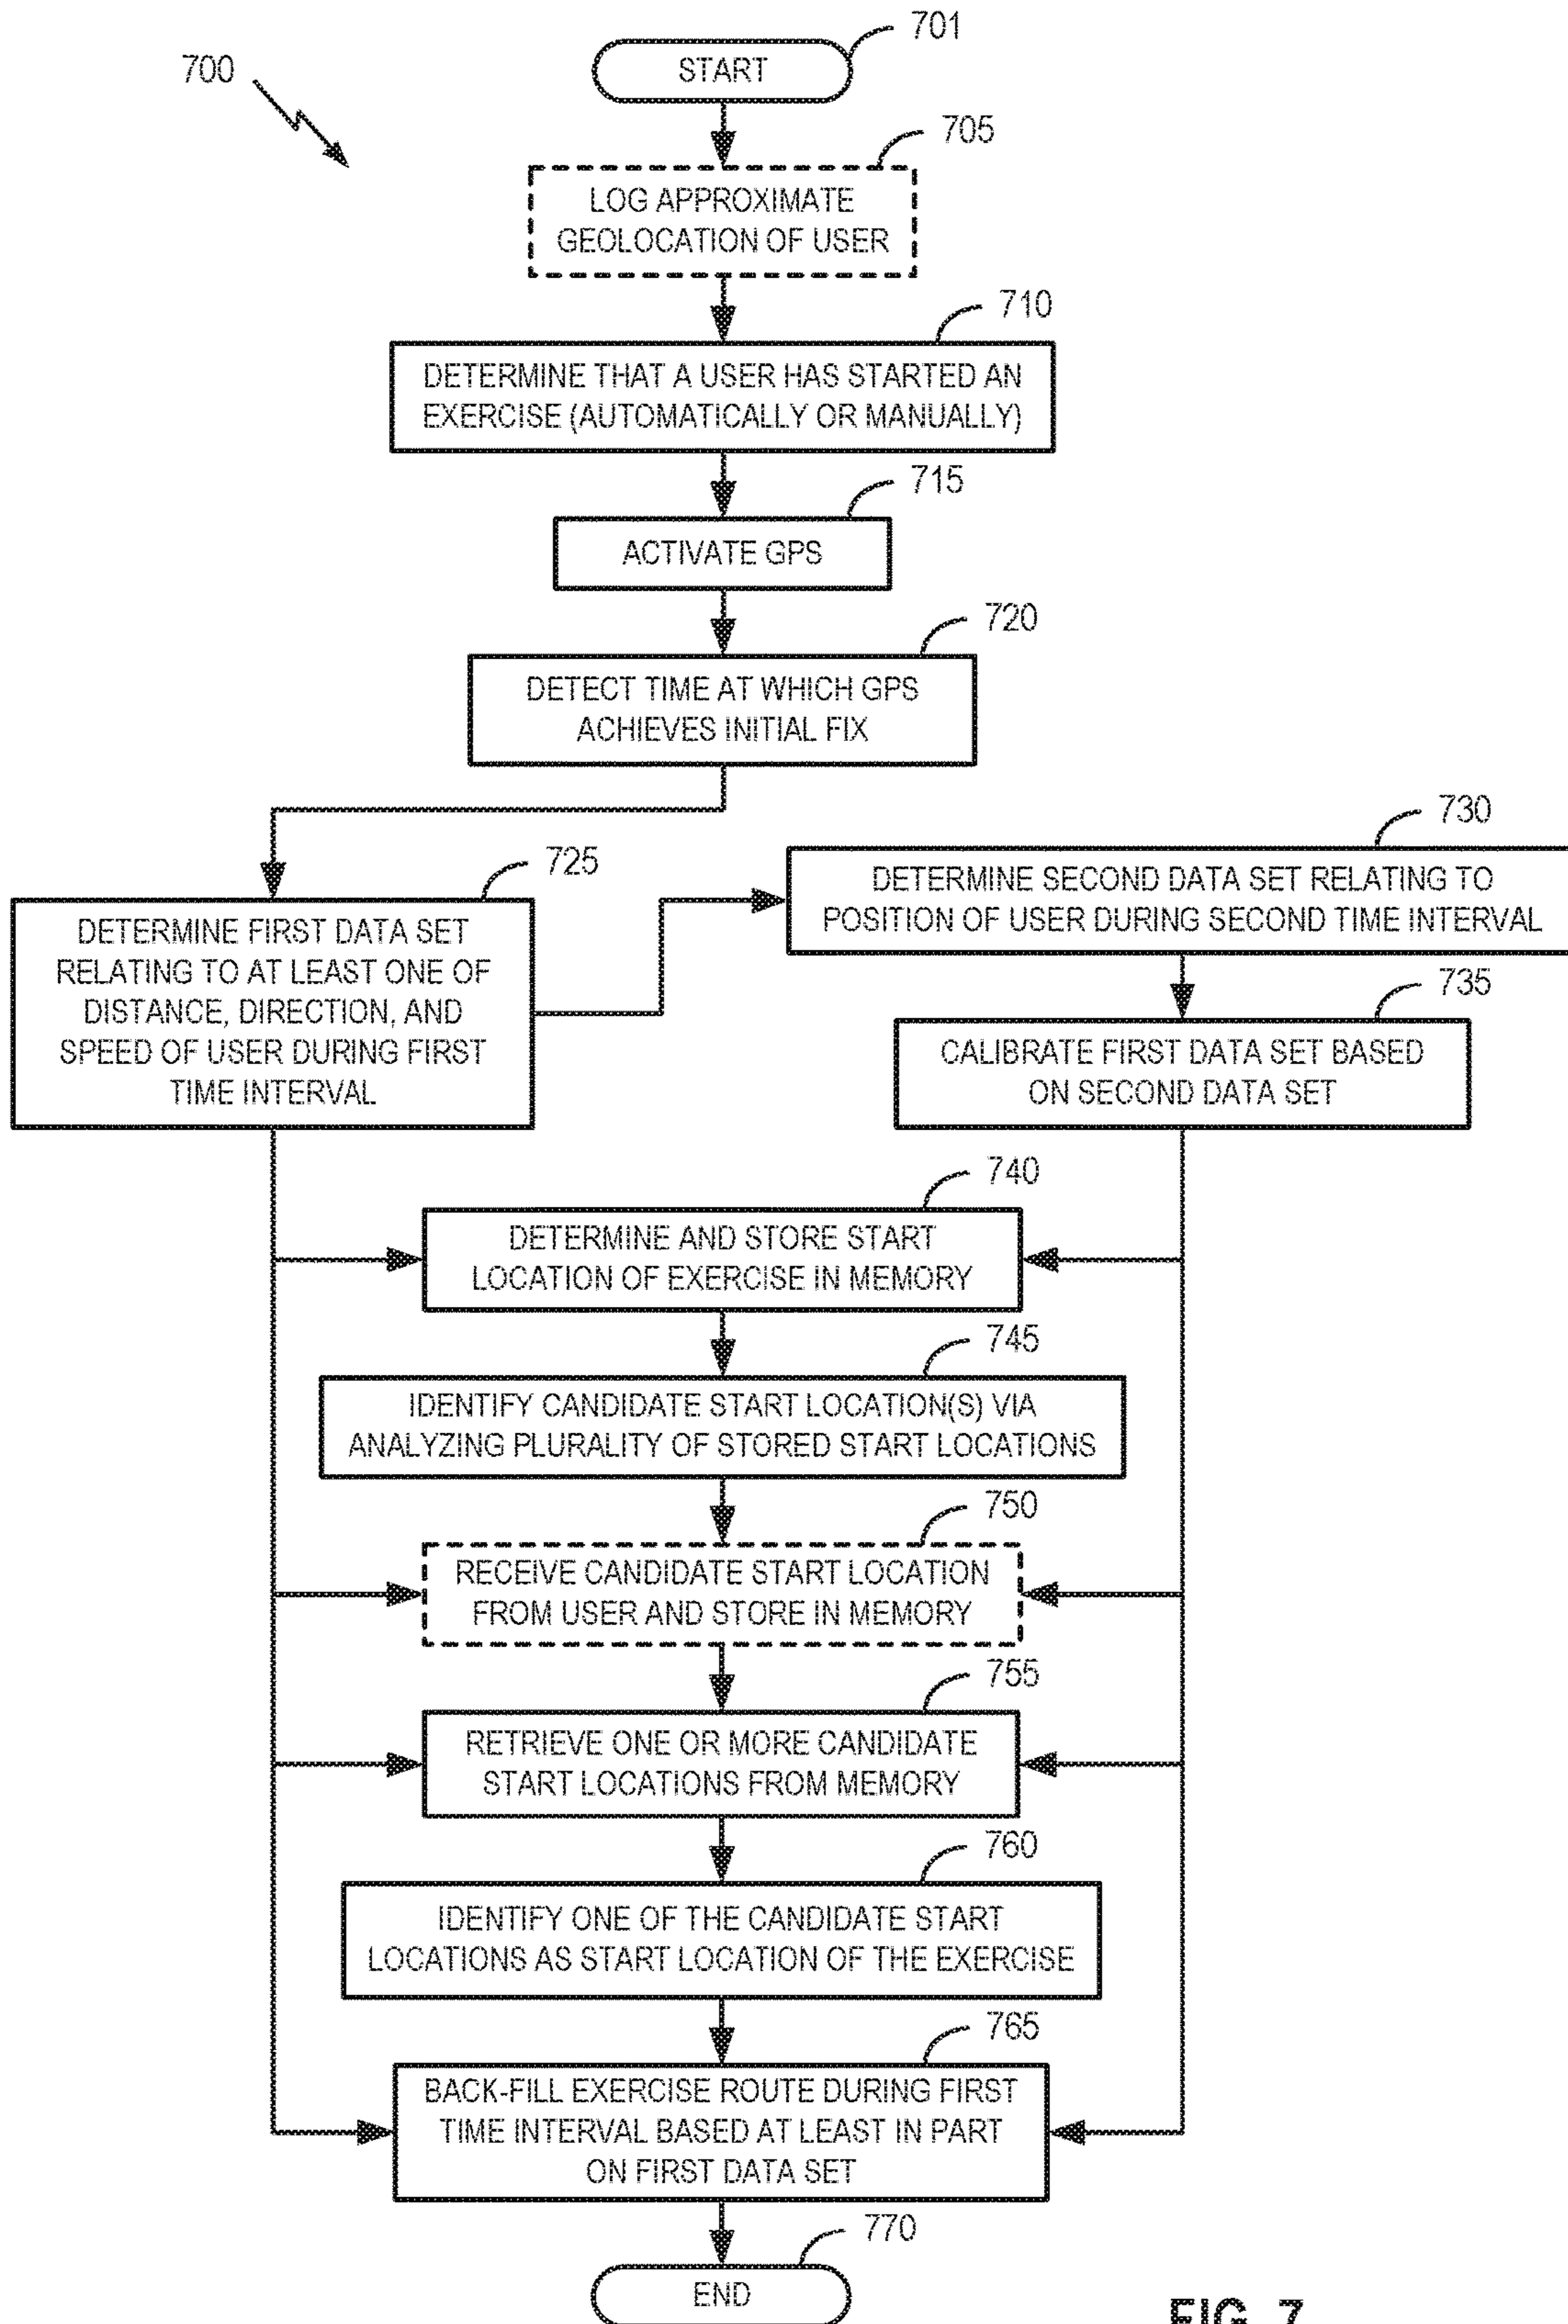 700
701
START
705
LOG APPROXIMATE
GEOLOCATION OF USER
710
DETERMINE THAT A USER HAS STARTED AN
EXERCISE (AUTOMATICALLY OR MANUALLY)
715
ACTIVATE GPS
720
DETECT TIME AT WHICH GPS
ACHIEVES INITIAL FIX
725
DETERMINE FIRST DATA SET
RELATING TO AT LEAST ONE OF
DISTANCE, DIRECTION, AND
SPEED OF USER DURING FIRST
TIME INTERVAL
730
DETERMINE SECOND DATA SET RELATING TO
POSITION OF USER DURING SECOND TIME INTERVAL
735
CALIBRATE FIRST DATA SET BASED
ON SECOND DATA SET
740
DETERMINE AND STORE START
LOCATION OF EXERCISE IN MEMORY
745
IDENTIFY CANDIDATE START LOCATION(S) VIA
ANALYZING PLURALITY OF STORED START LOCATIONS
750
RECEIVE CANDIDATE START LOCATION
FROM USER AND STORE IN MEMORY
755
RETRIEVE ONE OR MORE CANDIDATE
START LOCATIONS FROM MEMORY
760
IDENTIFY ONE OF THE CANDIDATE START
LOCATIONS AS START LOCATION OF THE EXERCISE
765
BACK-FILL EXERCISE ROUTE DURING FIRST
TIME INTERVAL BASED AT LEAST IN PART
ON FIRST DATA SET
770
END
FIG. 7